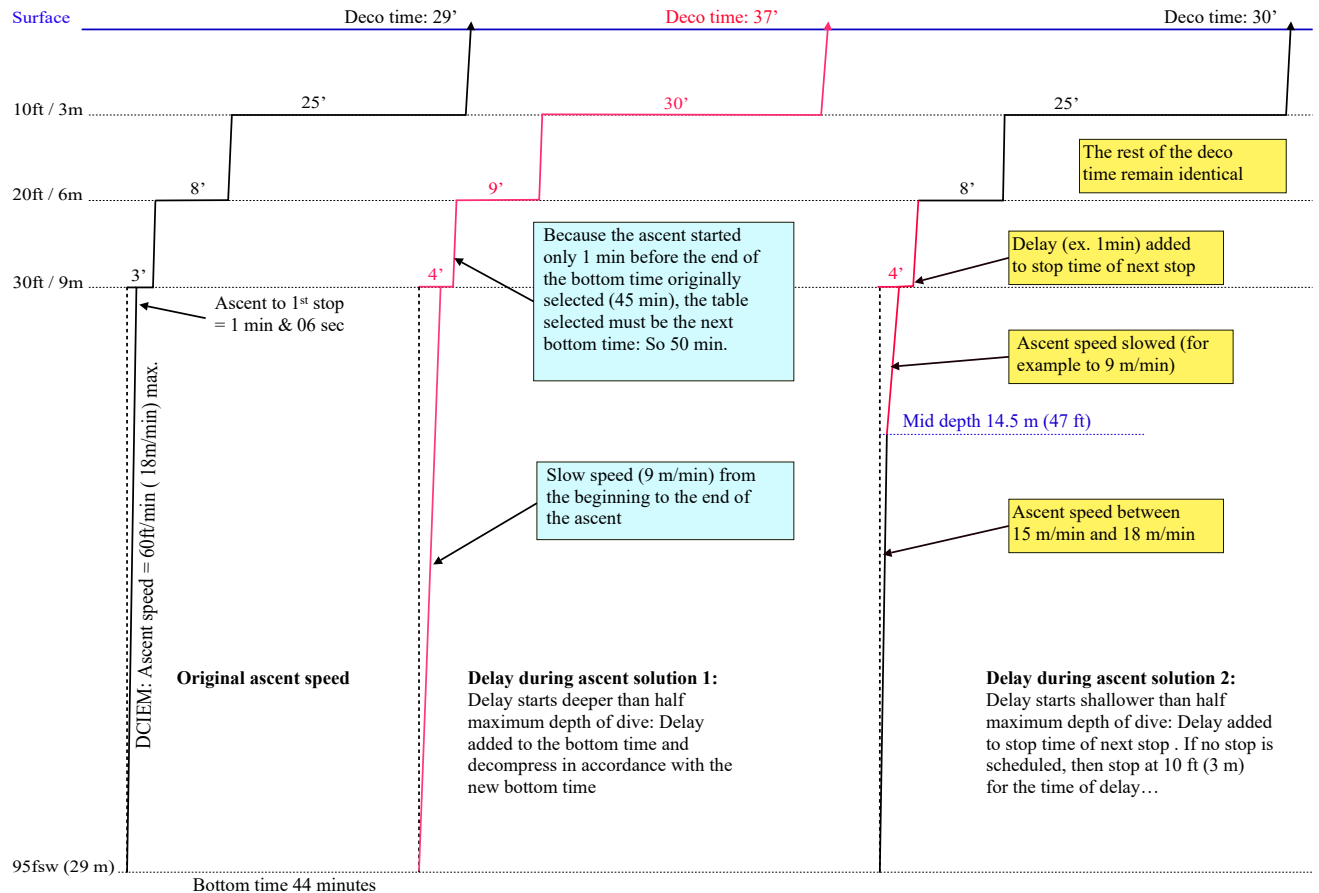 Surface
Deco time: 29’
Deco time: 37’
Deco time: 30’
10ft / 3m
25’
30’
25’
The rest of the deco
time remain identical
20ft / 6m
8’
9’
8’
Because the ascent started
only 1 min before the end of
the bottom time originally
selected (45 min), the table
selected must be the next
bottom time: So 50 min.
Delay (ex. 1min) added
to stop time of next stop
30ft / 9m
3’
4’
4’
Ascent to 1st stop
= 1 min & 06 sec
Ascent speed slowed (for
example to 9 m/min)
Mid depth 14.5 m (47 ft)
DCIEM: Ascent speed = 60ft/min ( 18m/min) max.
Slow speed (9 m/min) from
the beginning to the end of
the ascent
Ascent speed between
15 m/min and 18 m/min
Original ascent speed
Delay during ascent solution 1:
Delay starts deeper than half
maximum depth of dive: Delay
added to the bottom time and
decompress in accordance with the
new bottom time
Delay during ascent solution 2:
Delay starts shallower than half
maximum depth of dive: Delay added
to stop time of next stop . If no stop is
scheduled, then stop at 10 ft (3 m)
for the time of delay…
95fsw (29 m)
Bottom time 44 minutes